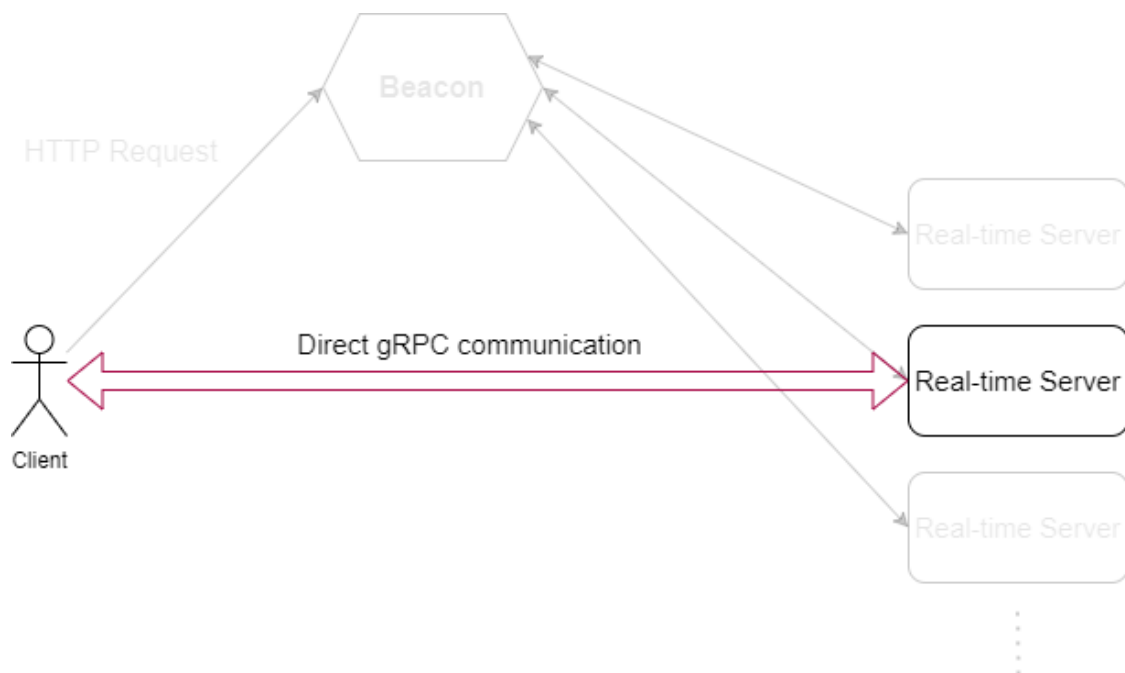 Beacon
HTTP Request
Real-time Server
Direct gRPC communication
Real-time Server
Client
Real-time Server